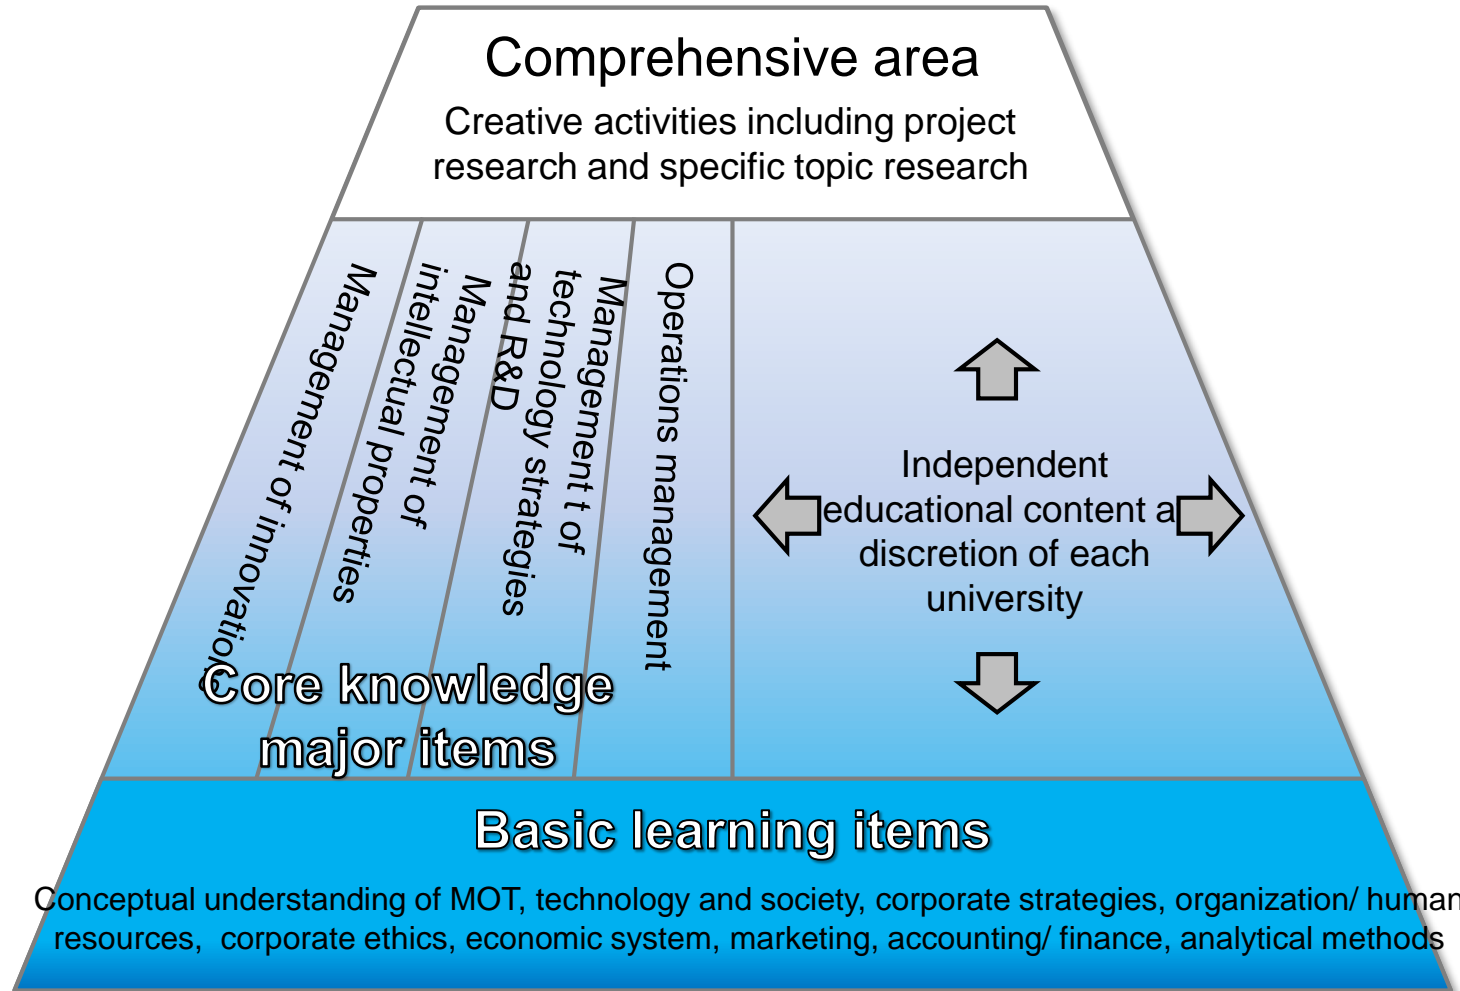 Comprehensive area
Creative activities including project
research and specific topic research
Management of innovations
Management of
intellectual properties
Management t of
technology strategies
and R&D
Operations management
Independent
educational content a
discretion of each
university
Core knowledge
major items
Basic learning items
Conceptual understanding of MOT, technology and society, corporate strategies, organization/ human
resources, corporate ethics, economic system, marketing, accounting/ finance, analytical methods